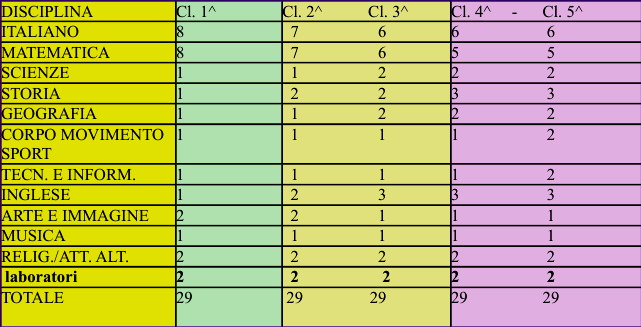 DISCIPLINA Cl. 1^ Cl. 2^ Cl. 3^ Cl. 4^ - Cl. 5^
ITALIANO 8 7 6 6 6
MATEMATICA 8 7 6 5 5
SCIENZE 1 1 2 2 2
STORIA 1 2 2 3 3
GEOGRAFIA 1 1 2 2 2
CORPO MOVIMENTO 1 1 1 1 2
SPORT
TECN. E INFORM. 1 1 1 1 2
INGLESE 1 2 3 3 3
ARTE E IMMAGINE 2 2 1 1 1
MUSICA 1 1 1 1 1
RELIG./ATT. ALT. 2 2 2 2 2
laboratori 2 2 2 2 2
TOTALE 29 29 29 29 29